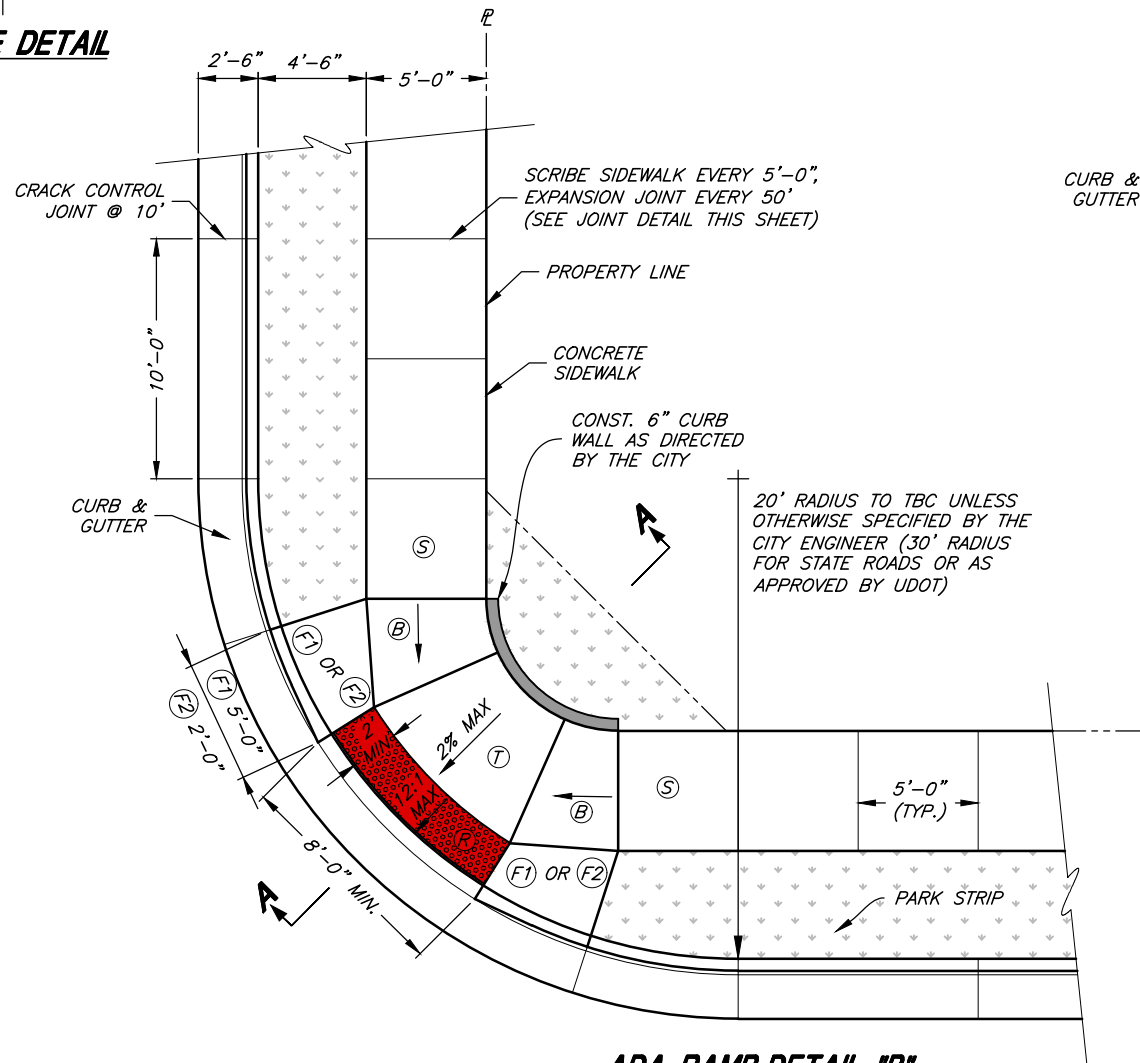 E DETAIL
PL
2'-6"
4'-6"
5'-0"
CRACK CONTROL
JOINT @ 10'
SCRIBE SIDEWALK EVERY 5'-0",
EXPANSION JOINT EVERY 50'
(SEE JOINT DETAIL THIS SHEET)
CURB &
GUTTER
PROPERTY LINE
10'-0"
CONCRETE
SIDEWALK
CONST. 6" CURB
WALL AS DIRECTED
BY THE CITY
CURB &
GUTTER
20' RADIUS TO TBC UNLESS
OTHERWISE SPECIFIED BY THE
CITY ENGINEER (30' RADIUS
FOR STATE ROADS OR AS
APPROVED BY UDOT)
A
S
B
F1 OR F2
F1 5'-0"
F2 2'-0"
2'
MIN.
2% MAX
T
12:1
MAX
R
B
S
5'-0"
(TYP.)
8'-0" MIN.
F1 OR F2
A
PARK STRIP
ADA RAMP DETAIL "B"